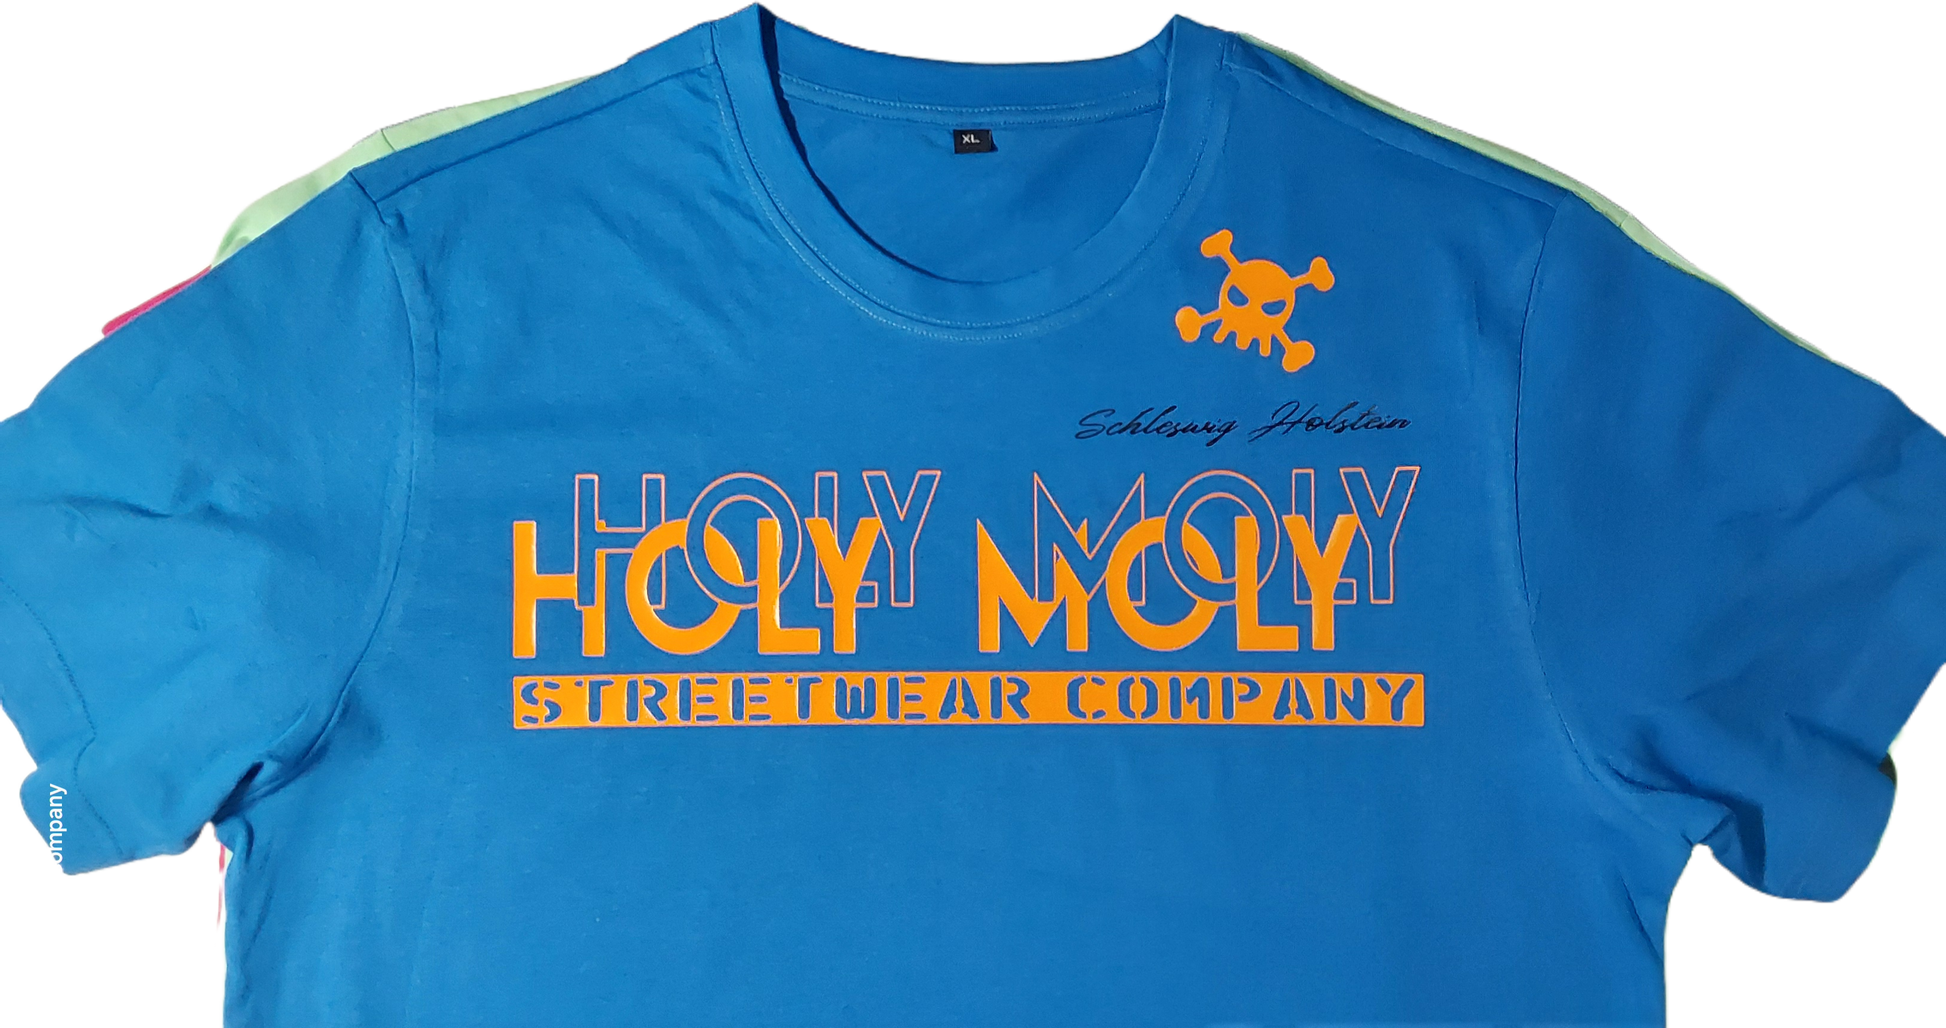 XL
Schleswig Holstein
HOLY MOLY
HOLY MOLY
STREETWEAR COMPANY
ompany